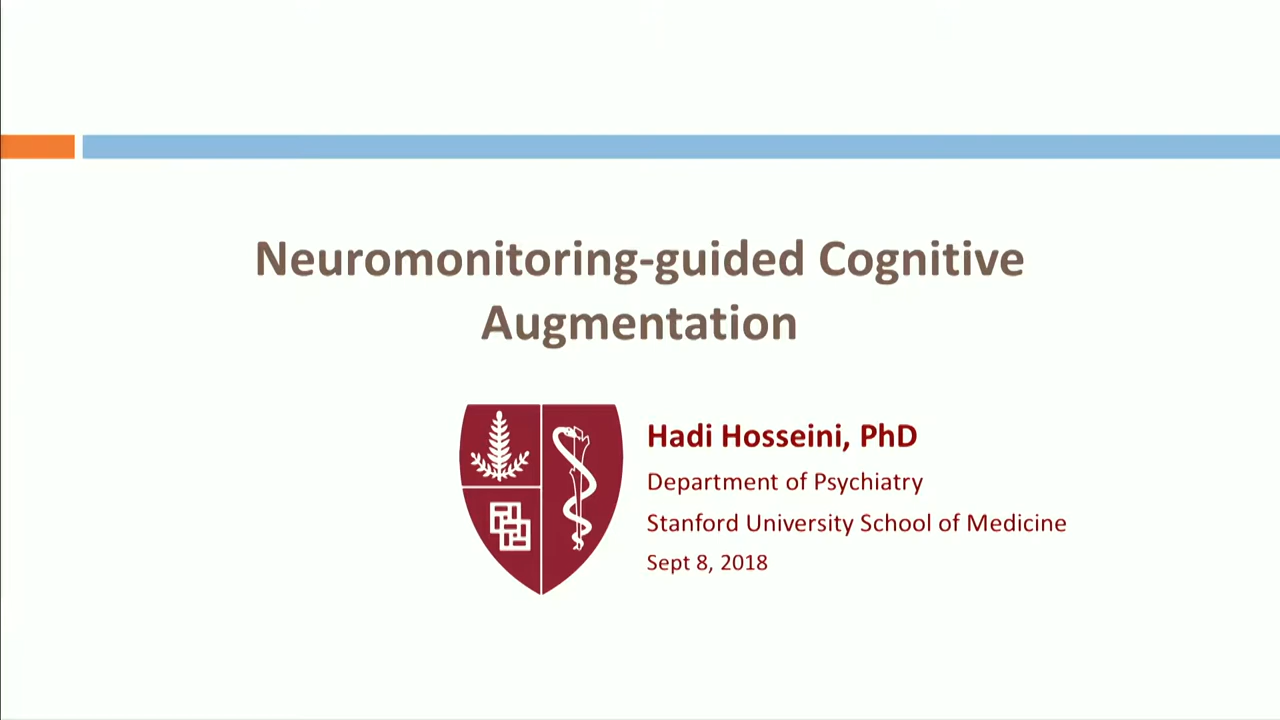 Neuromonitoring-guided Cognitive
Augmentation
Hadi Hosseini, PhD
Department of Psychiatry
Stanford University School of Medicine
Sept 8, 2018